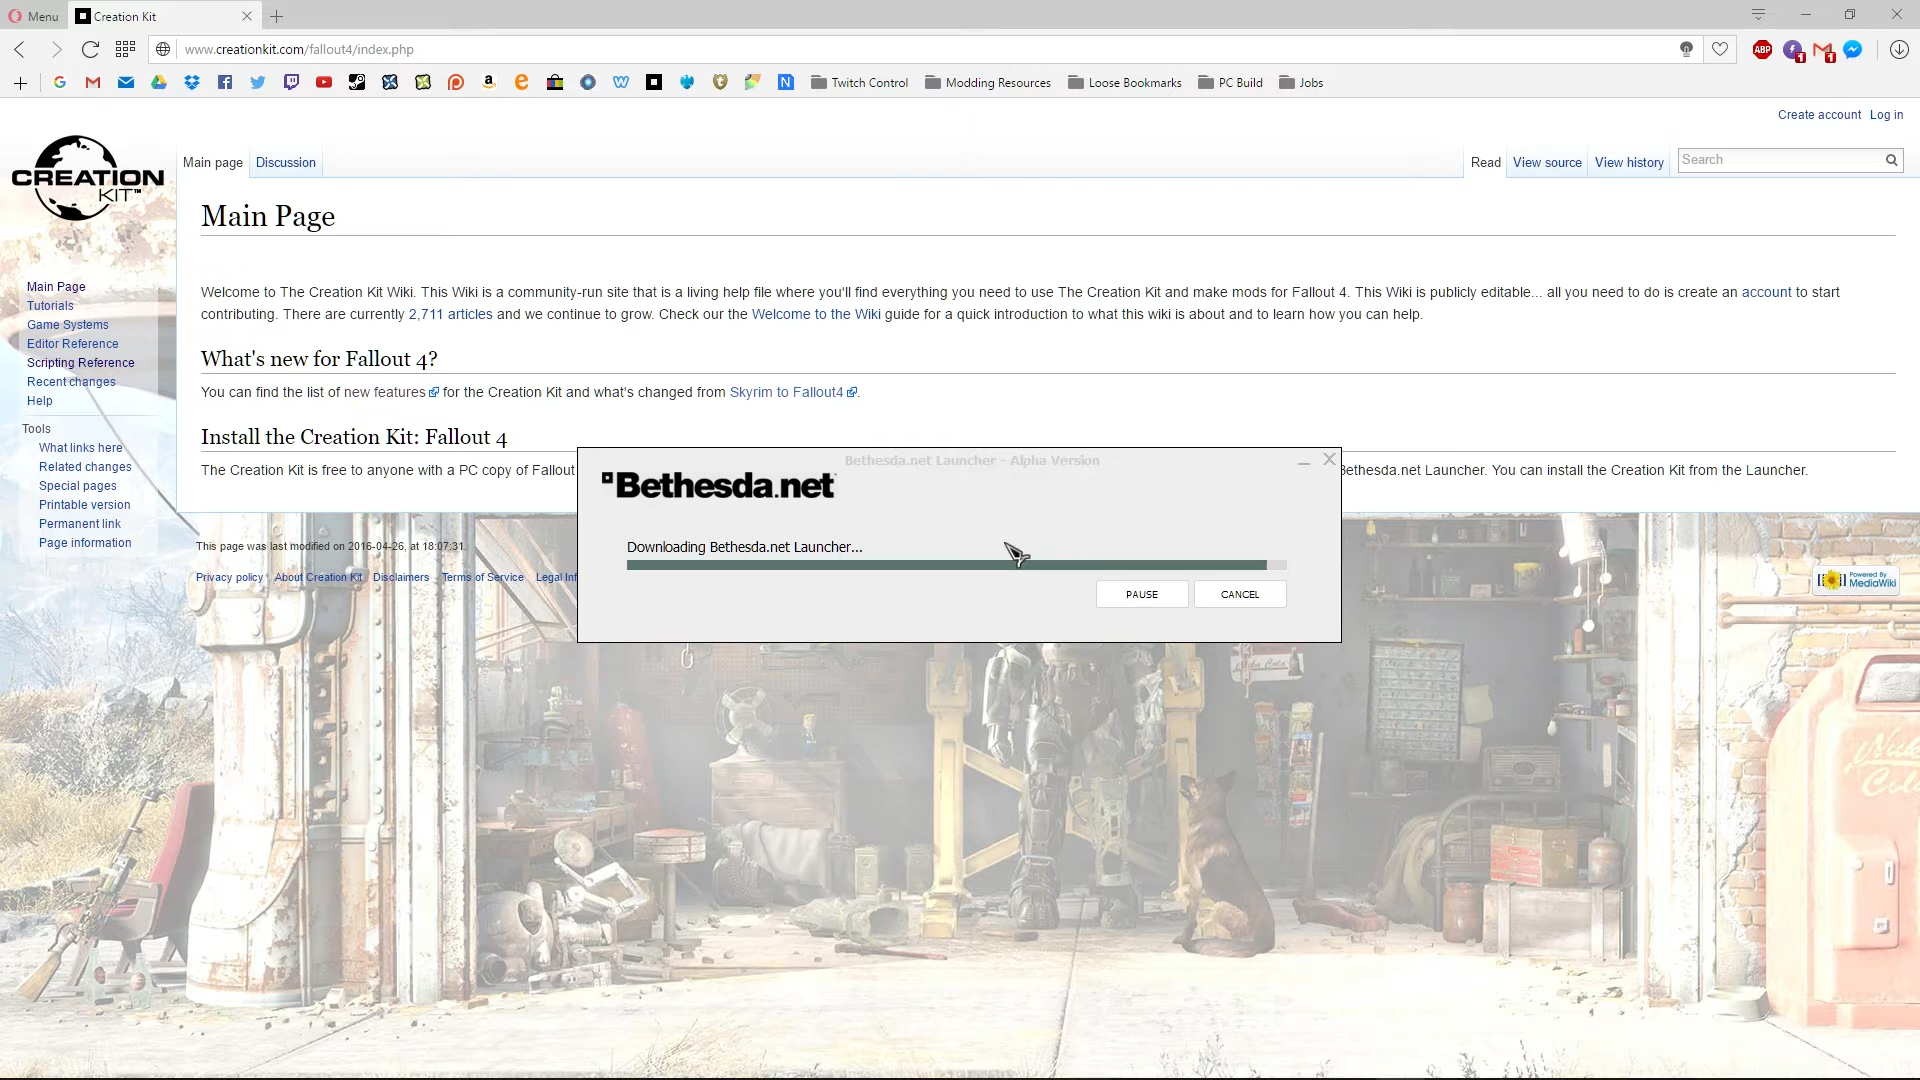 Menu
Creation Kit
www.creationkit.com/fallout4/index.php
ABP
1
1
Twitch Control
Modding Resources
Loose Bookmarks
PC Build
Jobs
Create account Log in
CREATION
KIT™
Main page
Discussion
Read
View source
View history
Search
Main Page
Welcome to The Creation Kit Wiki. This Wiki is a community-run site that is a living help file where you'll find everything you need to use The Creation Kit and make mods for Fallout 4. This Wiki is publicly editable... all you need to do is create an account to start
contributing. There are currently 2,711 articles and we continue to grow. Check our the Welcome to the Wiki guide for a quick introduction to what this wiki is about and to learn how you can help.
What's new for Fallout 4?
You can find the list of new features for the Creation Kit and what's changed from Skyrim to Fallout4.
Install the Creation Kit: Fallout 4
The Creation Kit is free to anyone with a PC copy of Fallout
Bethesda.net Launcher. You can install the Creation Kit from the Launcher.
This page was last modified on 2016-04-26, at 18:07:31.
Privacy policy About Creation Kit Disclaimers Terms of Service Legal Inf
Powered By
MediaWiki
Main Page
Tutorials
Game Systems
Editor Reference
Scripting Reference
Recent changes
Help
Tools
What links here
Related changes
Special pages
Printable version
Permanent link
Page information
Bethesda.net Launcher - Alpha Version
Bethesda.net
Downloading Bethesda.net Launcher...
PAUSE
CANCEL